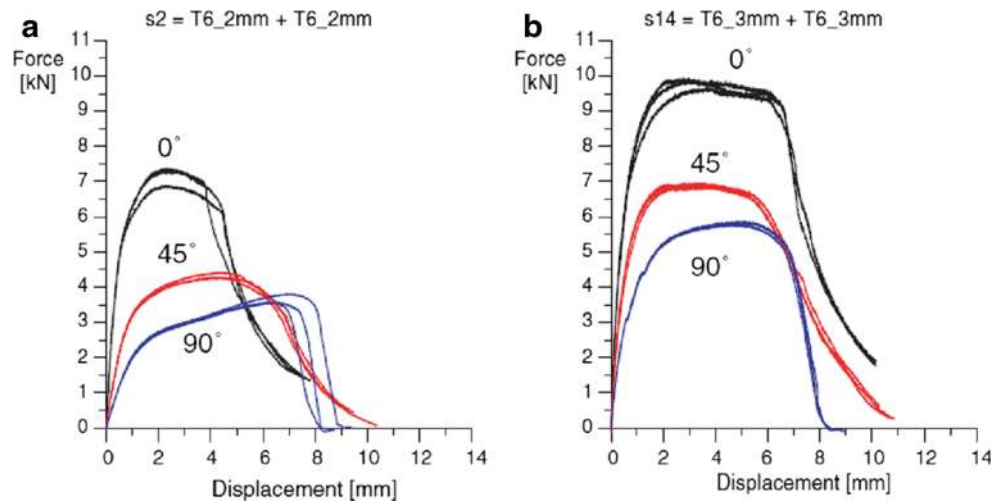 a
s2 = T6_2mm + T6_2mm
Force
[kN]
11
10
9
8
7
6
5
4
3
2
1
0
0°
45°
90°
0 2 4 6 8 10 12 14
Displacement [mm]
b
s14 = T6_3mm + T6_3mm
Force
[kN]
11
10
9
8
7
6
5
4
3
2
1
0
0°
45°
90°
0 2 4 6 8 10 12 14
Displacement [mm]